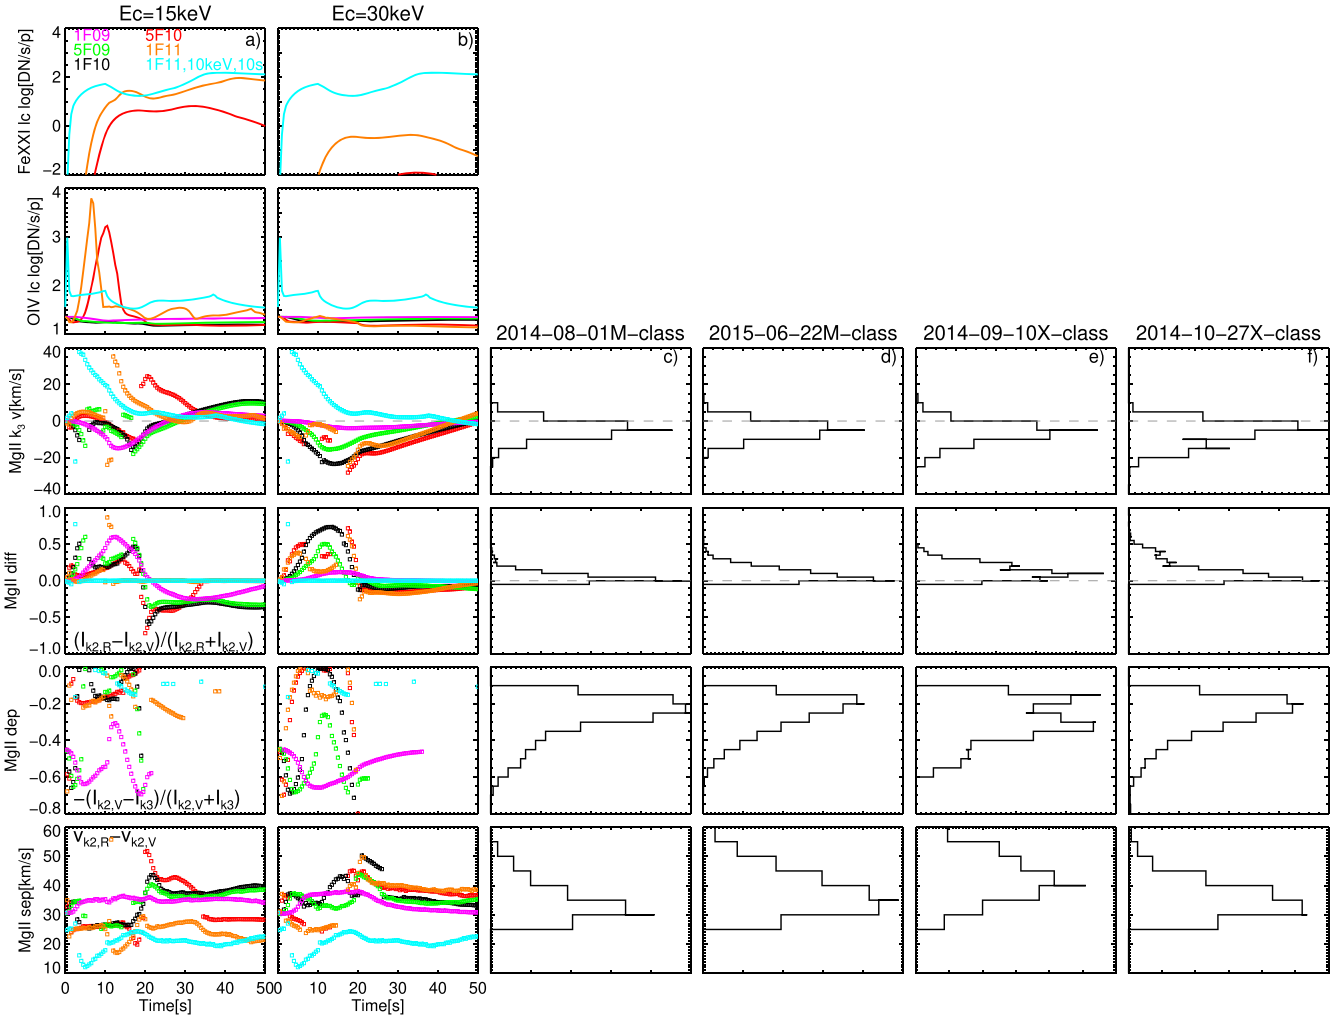 Ec=15keV
Ec=30keV
FeXXI Ic log[DN/s/p]
4
2
0
−2
1F09 5F10
5F09 1F11
1F10 1F11,10keV,10s
a)
b)
OIV Ic log[DN/s/p]
4
3
2
1
2014−08−01M−class
2015−06−22M−class
2014−09−10X−class
2014−10−27X−class
MgII k3 v[km/s]
40
20
0
−20
−40
c)
d)
e)
f)
MgII diff
1.0
0.5
0.0
−0.5
−1.0
(Ik2,R−Ik2,V)/(Ik2,R+Ik2,V)
MgII dep
0.0
−0.2
−0.4
−0.6
−0.8
−(Ik2,V−Ik3)/(Ik2,V+Ik3)
MgII sep[km/s]
60
50
40
30
20
10
vk2,R−vk2,V
0 10 20 30 40 50
0 10 20 30 40 50
Time[s]
Time[s]